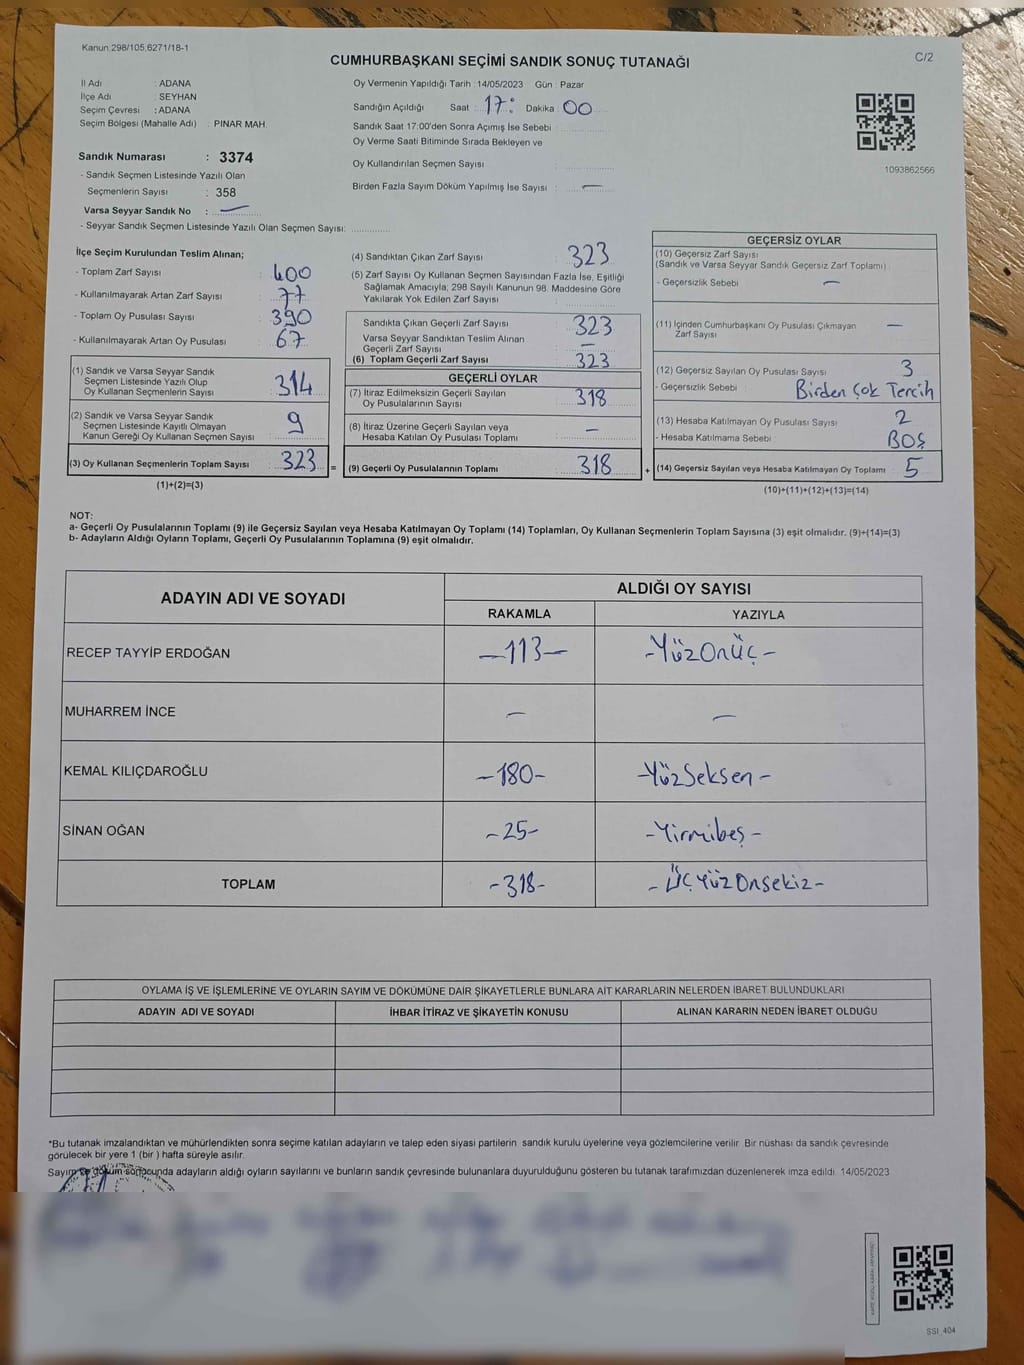 Kanun.298/105.6271/18-1
CUMHURBAŞKANI SEÇİMİ SANDIK SONUÇ TUTANAĞI
C/2
İl Adı : ADANA
İlçe Adı : SEYHAN
Seçim Çevresi : ADANA
Seçim Bölgesi (Mahalle Adı) : PINAR MAH.
Sandık Numarası : 3374
- Sandık Seçmen Listesinde Yazılı Olan
Seçmenlerin Sayısı : 358
Varsa Seyyar Sandık No : —
- Seyyar Sandık Seçmen Listesinde Yazılı Olan Seçmen Sayısı:
Oy Vermenin Yapıldığı Tarih :14/05/2023 Gün : Pazar
Sandığın Açıldığı Saat : 17: Dakika : 00
Sandık Saat 17:00'den Sonra Açımış İse Sebebi :
Oy Verme Saati Bitiminde Sırada Bekleyen ve
Oy Kullandırılan Seçmen Sayısı :
Birden Fazla Sayım Döküm Yapılmış İse Sayısı : —
1093862566
İlçe Seçim Kurulundan Teslim Alınan;
- Toplam Zarf Sayısı : 400
- Kullanılmayarak Artan Zarf Sayısı : 77
- Toplam Oy Pusulası Sayısı : 390
- Kullanılmayarak Artan Oy Pusulası : 67
(1) Sandık ve Varsa Seyyar Sandık
Seçmen Listesinde Yazılı Olup
Oy Kullanan Seçmenlerin Sayısı : 314
(2) Sandık ve Varsa Seyyar Sandık
Seçmen Listesinde Kayıtlı Olmayan
Kanun Gereği Oy Kullanan Seçmen Sayısı : 9
(3) Oy Kullanan Seçmenlerin Toplam Sayısı : 323
(1)+(2)=(3)
(4) Sandıktan Çıkan Zarf Sayısı : 323
(5) Zarf Sayısı Oy Kullanan Seçmen Sayısından Fazla İse, Eşitliği
Sağlamak Amacıyla; 298 Sayılı Kanunun 98. Maddesine Göre
Yakılarak Yok Edilen Zarf Sayısı :
Sandıkta Çıkan Geçerli Zarf Sayısı : 323
Varsa Seyyar Sandıktan Teslim Alınan
Geçerli Zarf Sayısı : —
(6) Toplam Geçerli Zarf Sayısı : 323
GEÇERLİ OYLAR
(7) İtiraz Edilmeksizin Geçerli Sayılan
Oy Pusulalarının Sayısı : 318
(8) İtiraz Üzerine Geçerli Sayılan veya
Hesaba Katılan Oy Pusulası Toplamı : —
= (9) Geçerli Oy Pusulalarının Toplamı : 318
GEÇERSİZ OYLAR
(10) Geçersiz Zarf Sayısı
(Sandık ve Varsa Seyyar Sandık Geçersiz Zarf Toplamı) :
- Geçersizlik Sebebi : —
(11) İçinden Cumhurbaşkanı Oy Pusulası Çıkmayan
Zarf Sayısı : —
(12) Geçersiz Sayılan Oy Pusulası Sayısı : 3
- Geçersizlik Sebebi : Birden Çok Tercih
(13) Hesaba Katılmayan Oy Pusulası Sayısı : 2
- Hesaba Katılmama Sebebi : BOŞ
+ (14) Geçersiz Sayılan veya Hesaba Katılmayan Oy Toplamı : 5
(10)+(11)+(12)+(13)=(14)
NOT:
a- Geçerli Oy Pusulalarının Toplamı (9) ile Geçersiz Sayılan veya Hesaba Katılmayan Oy Toplamı (14) Toplamları, Oy Kullanan Seçmenlerin Toplam Sayısına (3) eşit olmalıdır. (9)+(14)=(3)
b- Adayların Aldığı Oyların Toplamı, Geçerli Oy Pusulalarının Toplamına (9) eşit olmalıdır.
ADAYIN ADI VE SOYADI ALDIĞI OY SAYISI
RAKAMLA YAZIYLA
RECEP TAYYİP ERDOĞAN —113— -YüzOnüç-
MUHARREM İNCE — —
KEMAL KILIÇDAROĞLU -180- -YüzSeksen-
SİNAN OĞAN -25- -Yirmibeş-
TOPLAM -318- -ÜçyüzOnsekiz-
OYLAMA İŞ VE İŞLEMLERİNE VE OYLARIN SAYIM VE DÖKÜMÜNE DAİR ŞİKAYETLERLE BUNLARA AİT KARARLARIN NELERDEN İBARET BULUNDUKLARI
ADAYIN ADI VE SOYADI İHBAR İTİRAZ VE ŞİKAYETİN KONUSU ALINAN KARARIN NEDEN İBARET OLDUĞU
*Bu tutanak imzalandıktan ve mühürlendikten sonra seçime katılan adayların ve talep eden siyasi partilerin sandık kurulu üyelerine veya gözlemcilerine verilir. Bir nüshası da sandık çevresinde
görülecek bir yere 1 (bir) hafta süreyle asılır.
Sayım ve döküm sonucunda adayların aldığı oyların sayılarını ve bunların sandık çevresinde bulunanlara duyurulduğunu gösteren bu tutanak tarafımızdan düzenlenerek imza edildi. 14/05/2023
SSI_404